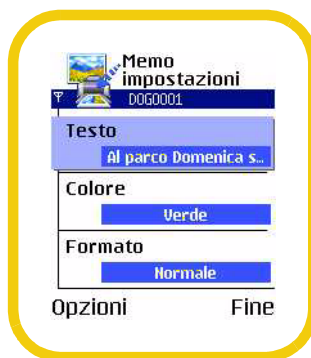 Memo
impostazioni
DOG0001
Testo
Al parco Domenica s...
Colore
Verde
Formato
Normale
Opzioni Fine